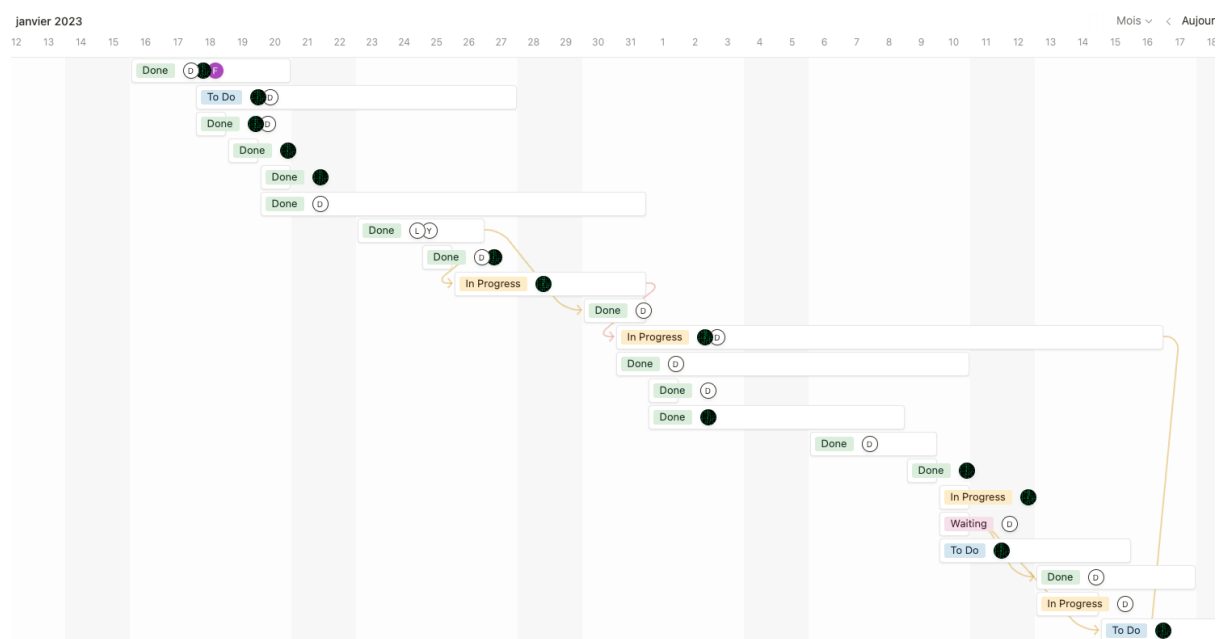 janvier 2023 Mois Aujour
12 13 14 15 16 17 18 19 20 21 22 23 24 25 26 27 28 29 30 31 1 2 3 4 5 6 7 8 9 10 11 12 13 14 15 16 17 18
Done D F
To Do D
Done D
Done
Done
Done D
Done L Y
Done D
In Progress
Done D
In Progress D
Done D
Done D
Done
Done D
Done
In Progress
Waiting D
To Do
Done D
In Progress D
To Do